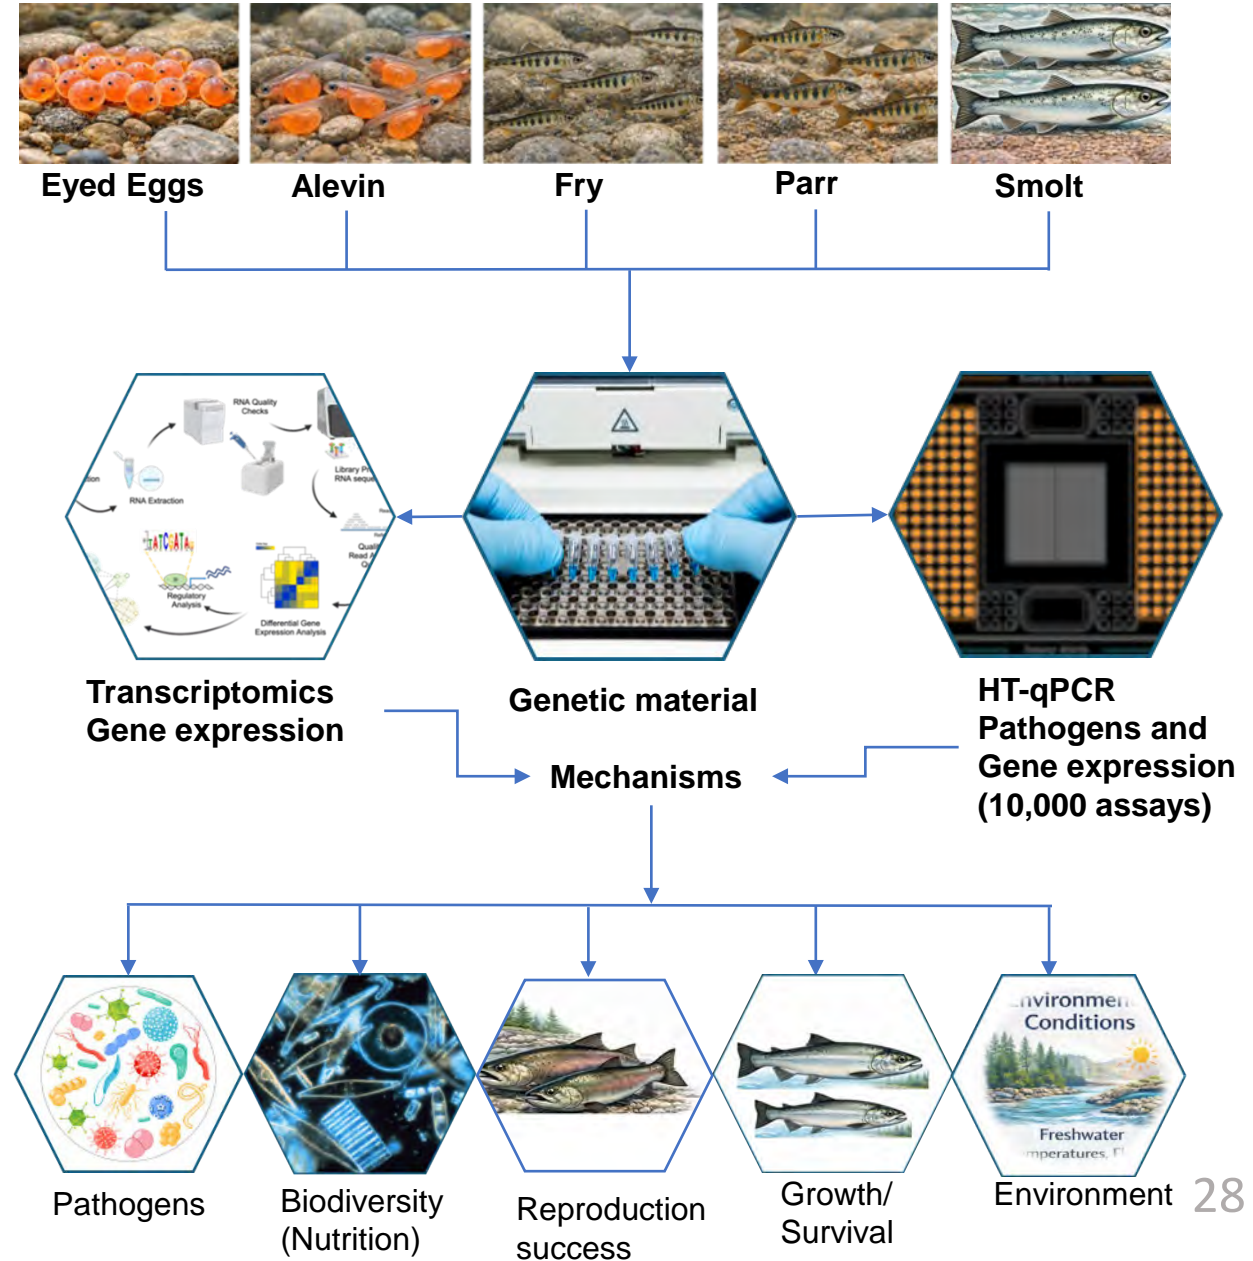 Eyed Eggs
Alevin
Fry
Parr
Smolt
RNA Quality
Checks
RNA Extraction
Library
RNA
Regulatory
Analysis
Differential Gene
Expression Analysis
Transcriptomics
Gene expression
Genetic material
HT-qPCR
Pathogens and
Gene expression
(10,000 assays)
Mechanisms
Conditions
Freshwater
Pathogens
Biodiversity
(Nutrition)
Reproduction
success
Growth/
Survival
Environment
28